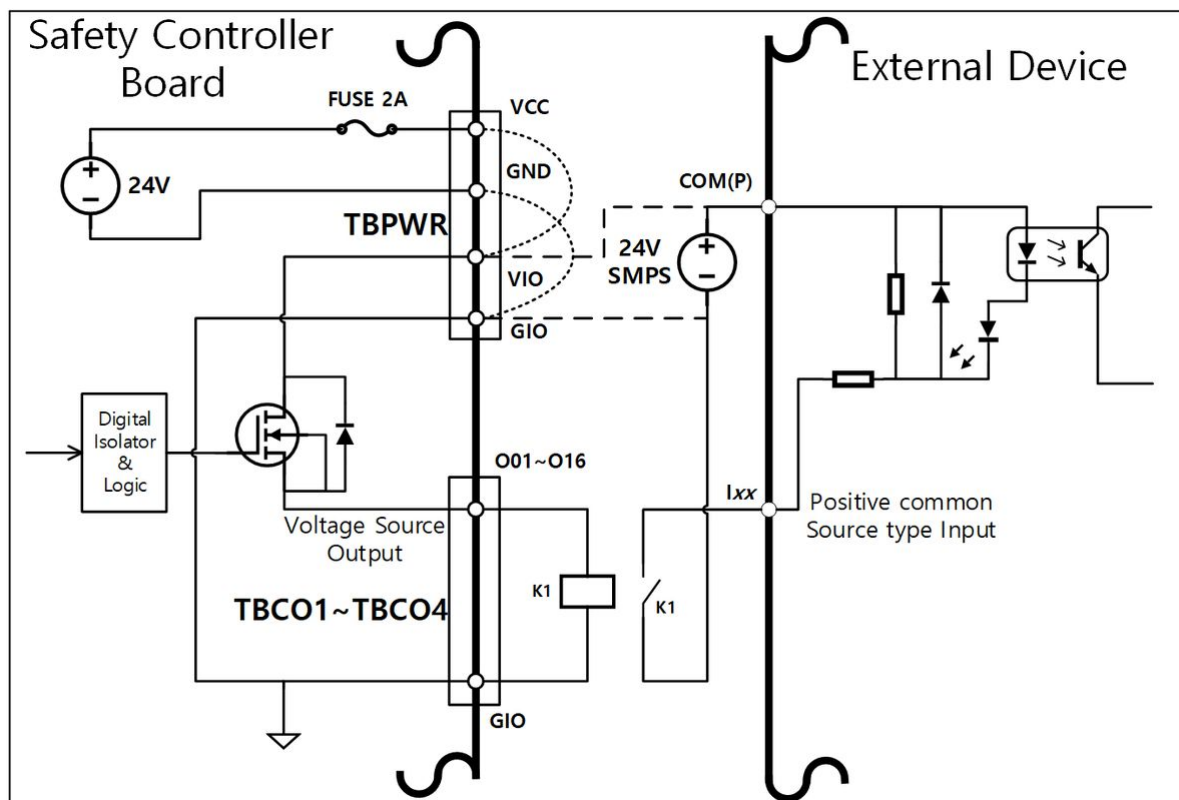 Safety Controller
Board
External Device
FUSE 2A
VCC
GND
24V
TBPWR
COM(P)
24V
SMPS
VIO
GIO
Digital
Isolator
&
Logic
O01~O16
Voltage Source
Output
Ixx
Positive common
Source type Input
K1
K1
TBCO1~TBCO4
GIO